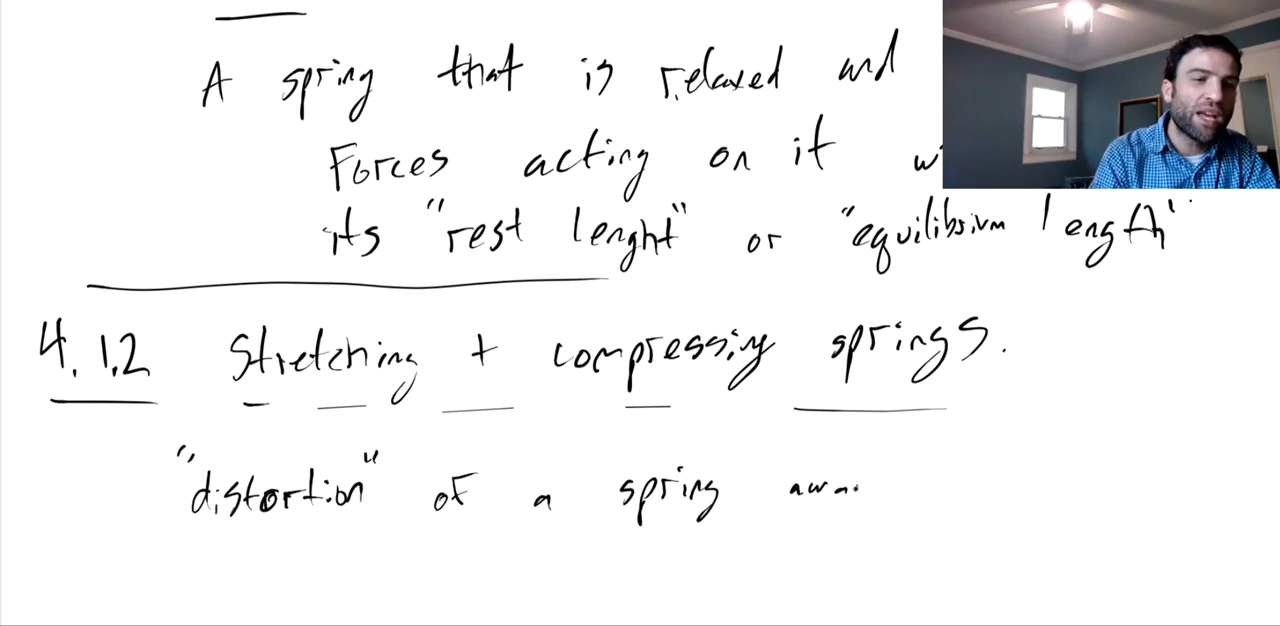 A spring that is relaxed and
Forces acting on it
its "rest lenght" or "equilibrium length"
4.1.2 Stretching + compressing springs.
"distortion" of a spring